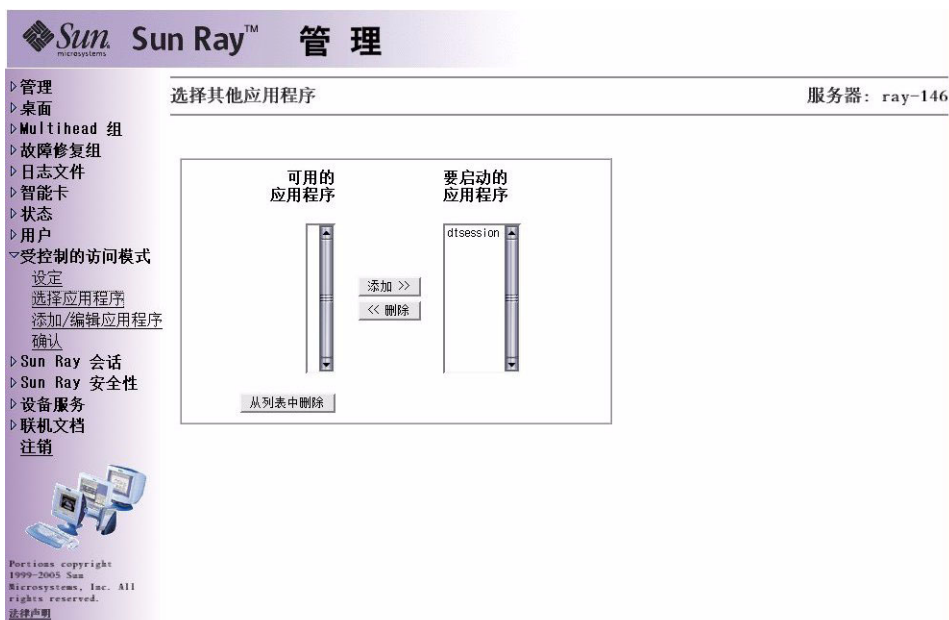 Sun microsystems Sun Ray™ 管 理
▷管理
▷桌面
▷Multihead 组
▷故障修复组
▷日志文件
▷智能卡
▷状态
▷用户
▽受控制的访问模式
设定
选择应用程序
添加/编辑应用程序
确认
▷Sun Ray 会话
▷Sun Ray 安全性
▷设备服务
▷联机文档
注销
Portions copyright
1999-2005 Sun
Microsystems, Inc. All
rights reserved.
法律声明
选择其他应用程序
服务器: ray-146
可用的
应用程序
要启动的
应用程序
dtsession
添加 >>
<< 删除
从列表中删除